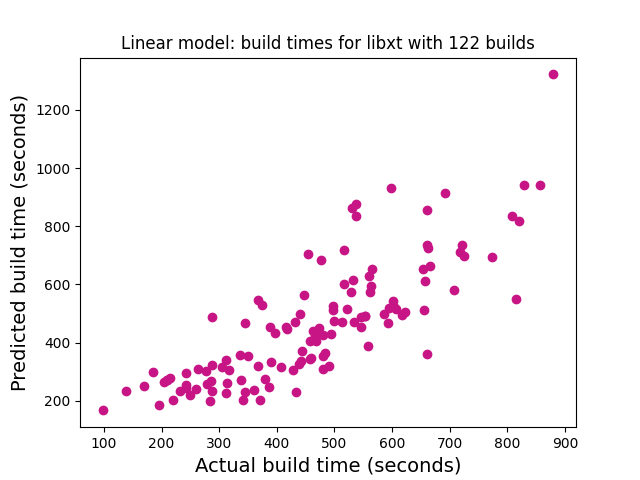 Linear model: build times for libxt with 122 builds
Predicted build time (seconds)
1200
1000
800
600
400
200
100 200 300 400 500 600 700 800 900
Actual build time (seconds)